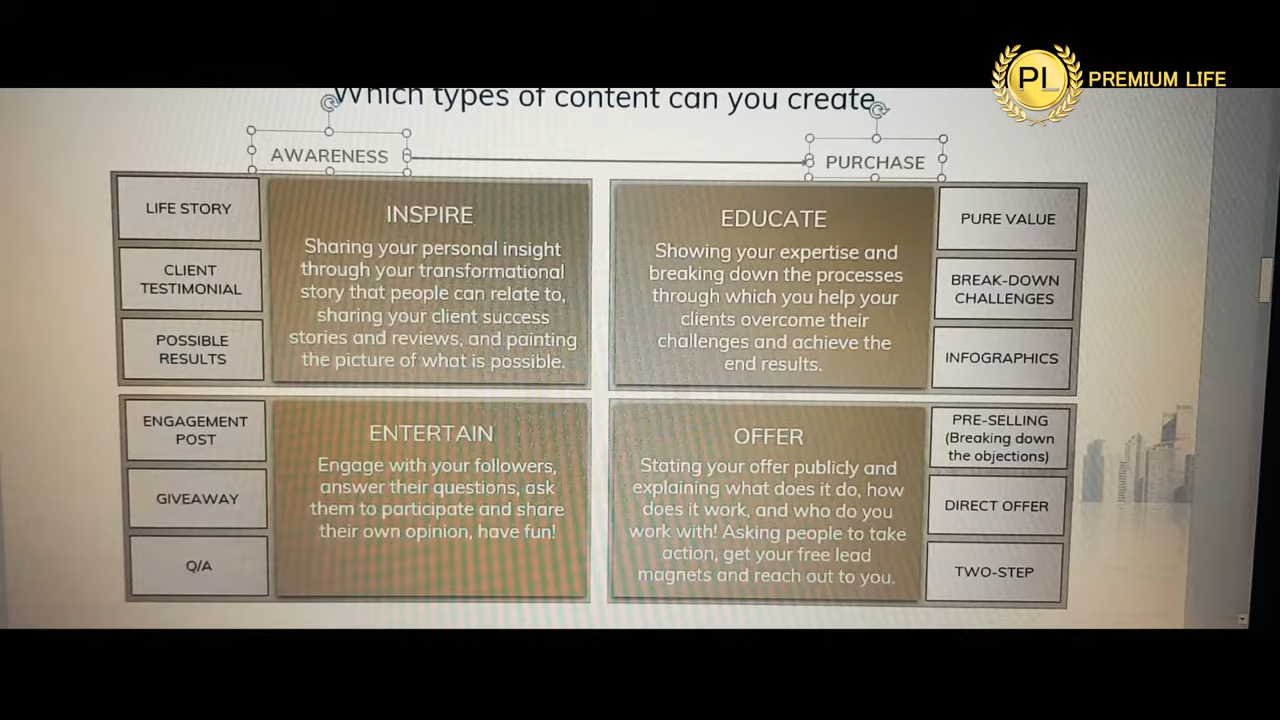 PL PREMIUM LIFE
Which types of content can you create
AWARENESS
PURCHASE
LIFE STORY
CLIENT
TESTIMONIAL
POSSIBLE
RESULTS
INSPIRE
Sharing your personal insight
through your transformational
story that people can relate to,
sharing your client success
stories and reviews, and painting
the picture of what is possible.
EDUCATE
Showing your expertise and
breaking down the processes
through which you help your
clients overcome their
challenges and achieve the
end results.
PURE VALUE
BREAK-DOWN
CHALLENGES
INFOGRAPHICS
ENGAGEMENT
POST
GIVEAWAY
Q/A
ENTERTAIN
Engage with your followers,
answer their questions, ask
them to participate and share
their own opinion, have fun!
OFFER
Stating your offer publicly and
explaining what does it do, how
does it work, and who do you
work with! Asking people to take
action, get your free lead
magnets and reach out to you.
PRE-SELLING
(Breaking down
the objections)
DIRECT OFFER
TWO-STEP